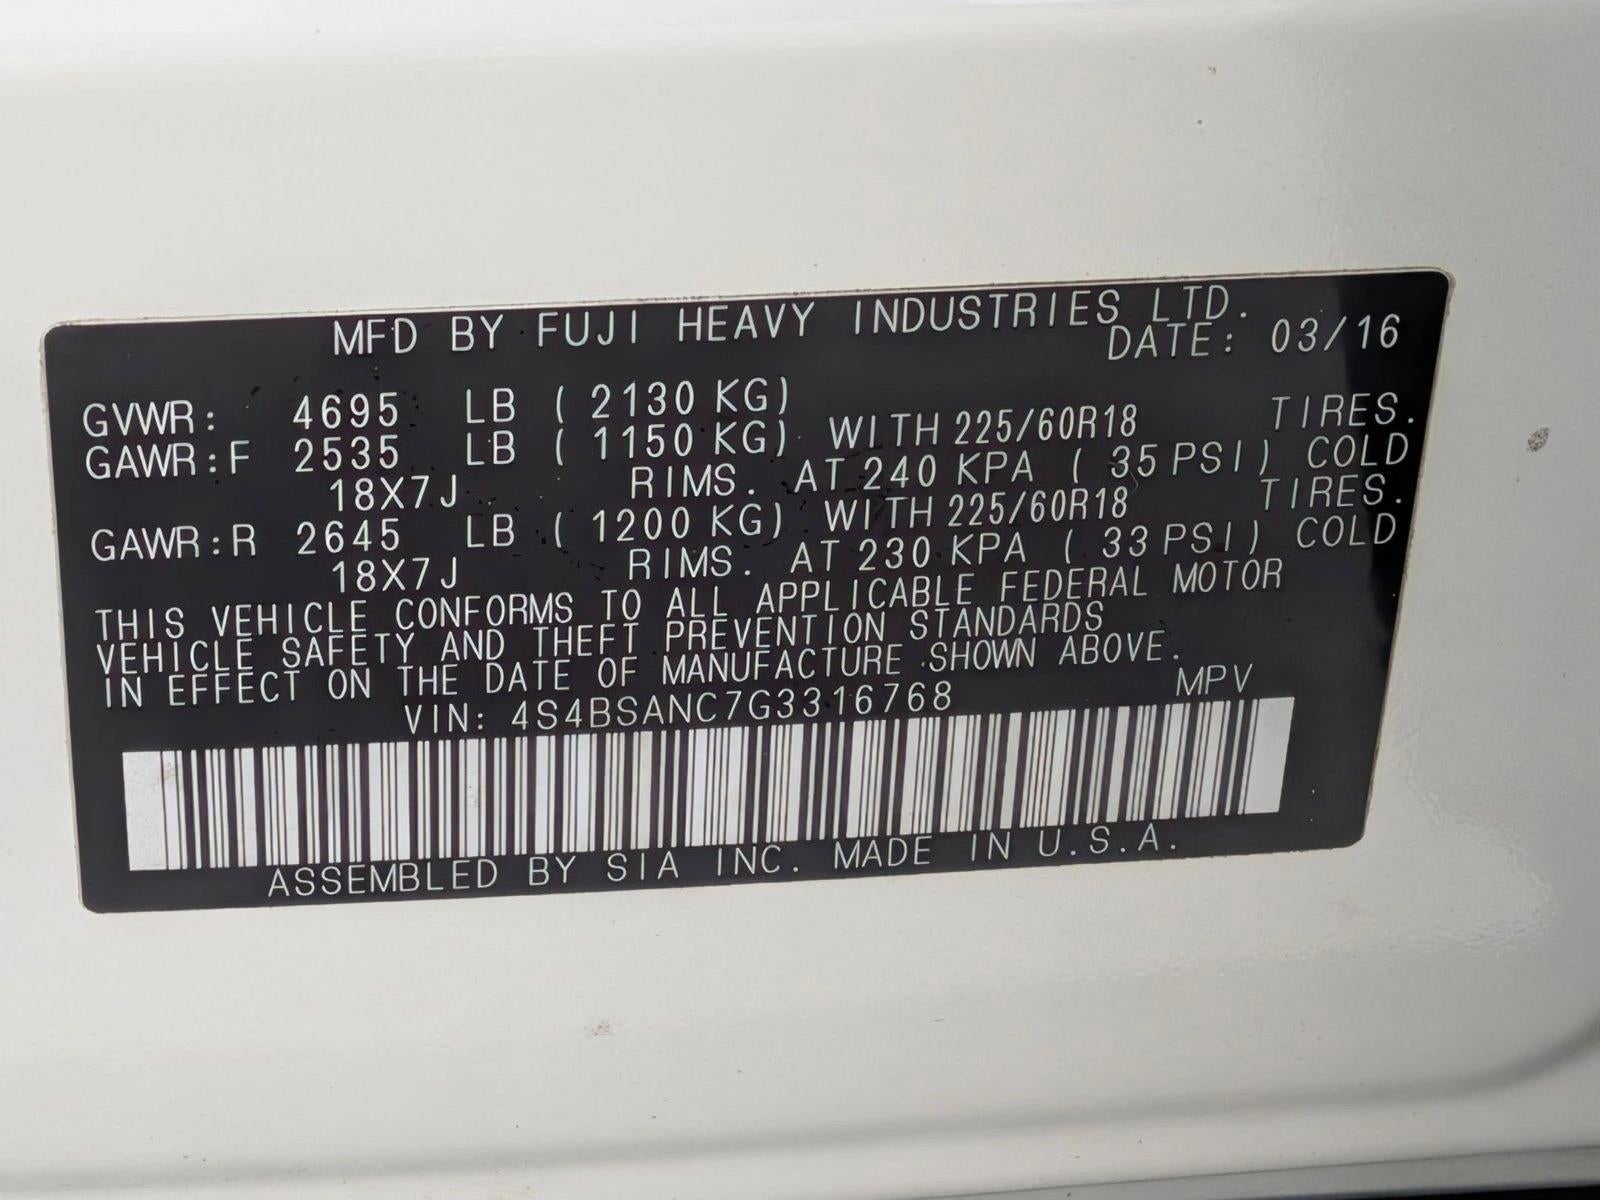 MFD BY FUJI HEAVY INDUSTRIES LTD.
DATE: 03/16
GVWR: 4695 LB ( 2130 KG)
GAWR:F 2535 LB ( 1150 KG) WITH 225/60R18 TIRES.
18X7J RIMS. AT 240 KPA ( 35 PSI) COLD
GAWR:R 2645 LB ( 1200 KG) WITH 225/60R18 TIRES.
18X7J RIMS. AT 230 KPA ( 33 PSI) COLD
THIS VEHICLE CONFORMS TO ALL APPLICABLE FEDERAL MOTOR
VEHICLE SAFETY AND THEFT PREVENTION STANDARDS
IN EFFECT ON THE DATE OF MANUFACTURE SHOWN ABOVE.
VIN: 4S4BSANC7G3316768 MPV
ASSEMBLED BY SIA INC. MADE IN U.S.A.